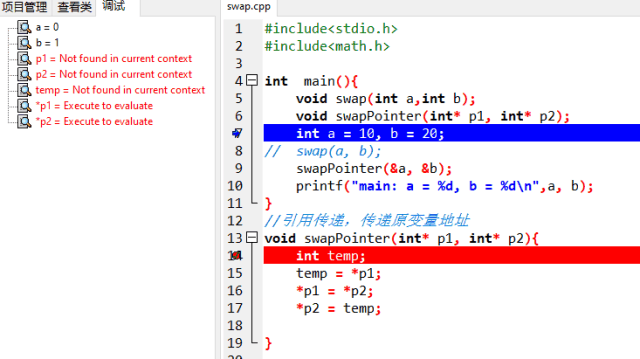 项目管理 查看类 调试
a = 0
b = 1
p1 = Not found in current context
p2 = Not found in current context
temp = Not found in current context
*p1 = Execute to evaluate
*p2 = Execute to evaluate
swap.cpp
1 #include<stdio.h>
2 #include<math.h>
3
4 int main(){
5 void swap(int a,int b);
6 void swapPointer(int* p1, int* p2);
int a = 10, b = 20;
8 // swap(a, b);
9 swapPointer(&a, &b);
10 printf("main: a = %d, b = %d\n",a, b);
11 }
12 //引用传递，传递原变量地址
13 void swapPointer(int* p1, int* p2){
14 int temp;
15 temp = *p1;
16 *p1 = *p2;
17 *p2 = temp;
18
19 }
20